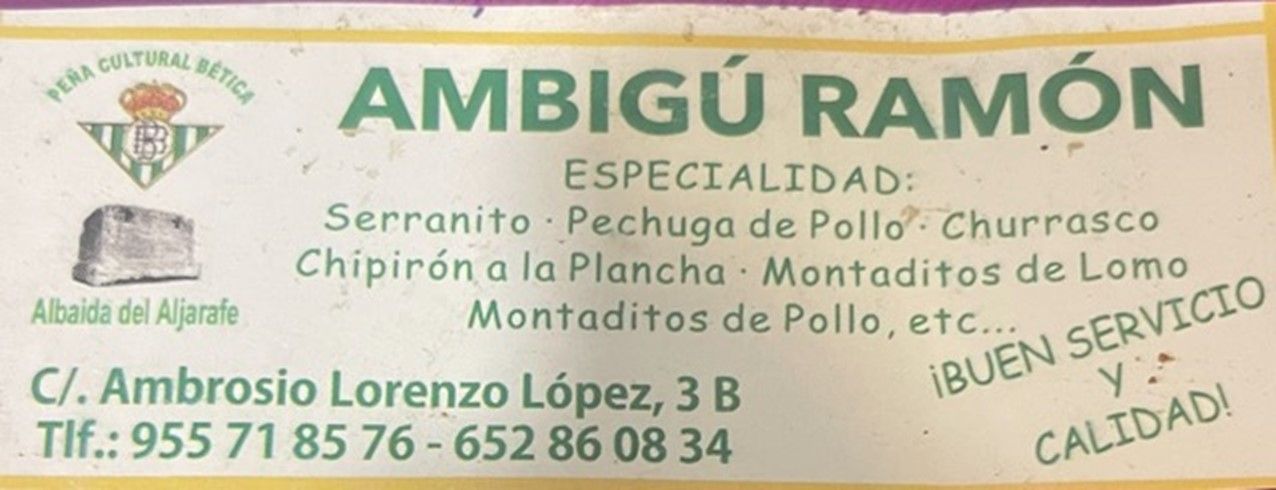 PEÑA CULTURAL BÉTICA
AMBIGÚ RAMÓN
ESPECIALIDAD:
Serranito · Pechuga de Pollo · Churrasco
Chipirón a la Plancha · Montaditos de Lomo
Montaditos de Pollo, etc...
Albaida del Aljarafe
¡BUEN SERVICIO
Y
CALIDAD!
C/. Ambrosio Lorenzo López, 3 B
Tlf.: 955 71 85 76 - 652 86 08 34